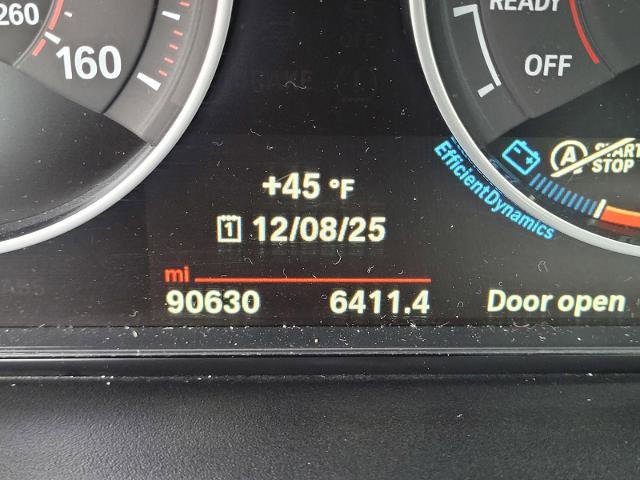 260
160
READY
OFF
START
STOP
EfficientDynamics
+45 °F
1 12/08/25
mi
90630 6411.4 Door open